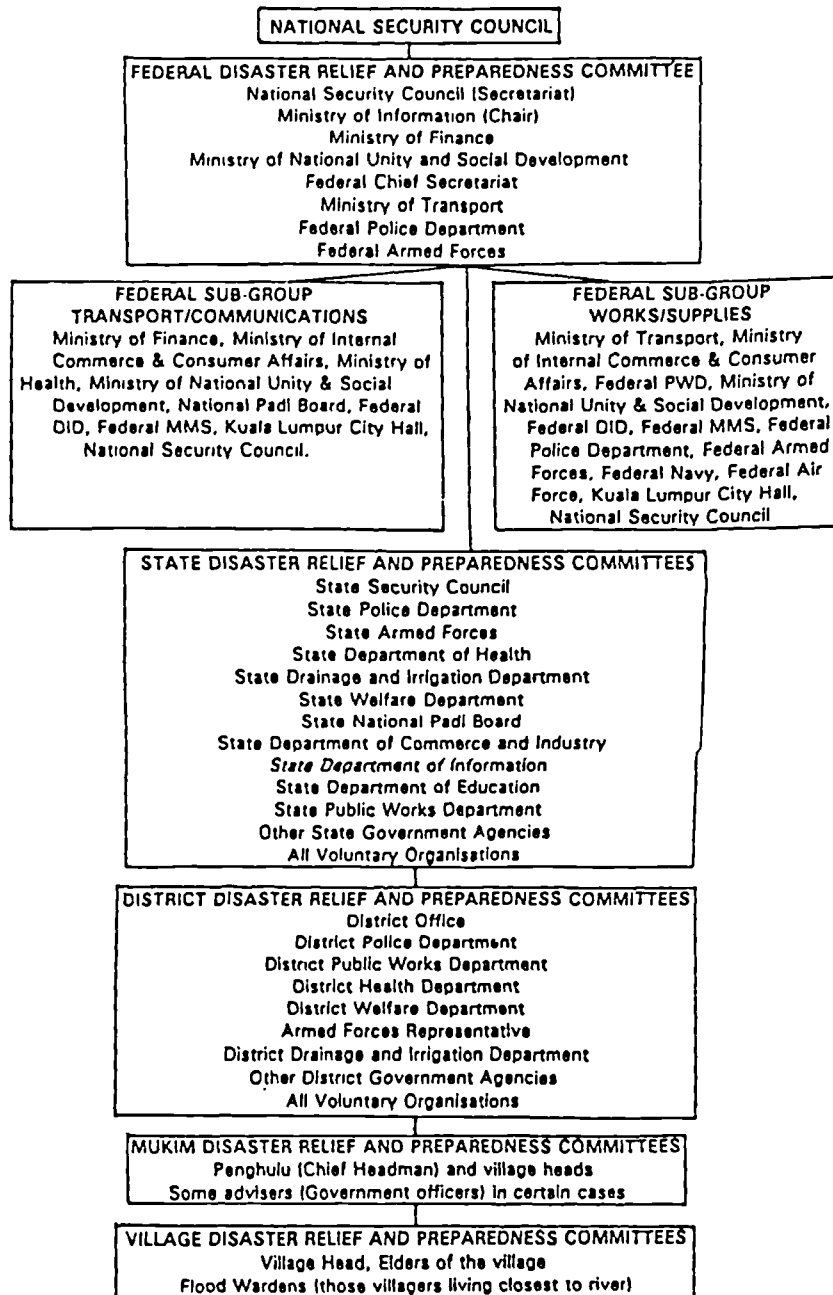 NATIONAL SECURITY COUNCIL
FEDERAL DISASTER RELIEF AND PREPAREDNESS COMMITTEE
National Security Council (Secretariat)
Ministry of Information (Chair)
Ministry of Finance
Ministry of National Unity and Social Development
Federal Chief Secretariat
Ministry of Transport
Federal Police Department
Federal Armed Forces
FEDERAL SUB-GROUP
TRANSPORT/COMMUNICATIONS
Ministry of Finance, Ministry of Internal
Commerce & Consumer Affairs, Ministry of
Health, Ministry of National Unity & Social
Development, National Padi Board, Federal
DID, Federal MMS, Kuala Lumpur City Hall,
National Security Council.
FEDERAL SUB-GROUP
WORKS/SUPPLIES
Ministry of Transport, Ministry
of Internal Commerce & Consumer
Affairs, Federal PWD, Ministry of
National Unity & Social Development,
Federal DID, Federal MMS, Federal
Police Department, Federal Armed
Forces, Federal Navy, Federal Air
Force, Kuala Lumpur City Hall,
National Security Council
STATE DISASTER RELIEF AND PREPAREDNESS COMMITTEES
State Security Council
State Police Department
State Armed Forces
State Department of Health
State Drainage and Irrigation Department
State Welfare Department
State National Padi Board
State Department of Commerce and Industry
State Department of Information
State Department of Education
State Public Works Department
Other State Government Agencies
All Voluntary Organisations
DISTRICT DISASTER RELIEF AND PREPAREDNESS COMMITTEES
District Office
District Police Department
District Public Works Department
District Health Department
District Welfare Department
Armed Forces Representative
District Drainage and Irrigation Department
Other District Government Agencies
All Voluntary Organisations
MUKIM DISASTER RELIEF AND PREPAREDNESS COMMITTEES
Penghulu (Chief Headman) and village heads
Some advisers (Government officers) in certain cases
VILLAGE DISASTER RELIEF AND PREPAREDNESS COMMITTEES
Village Head, Elders of the village
Flood Wardens (those villagers living closest to river)